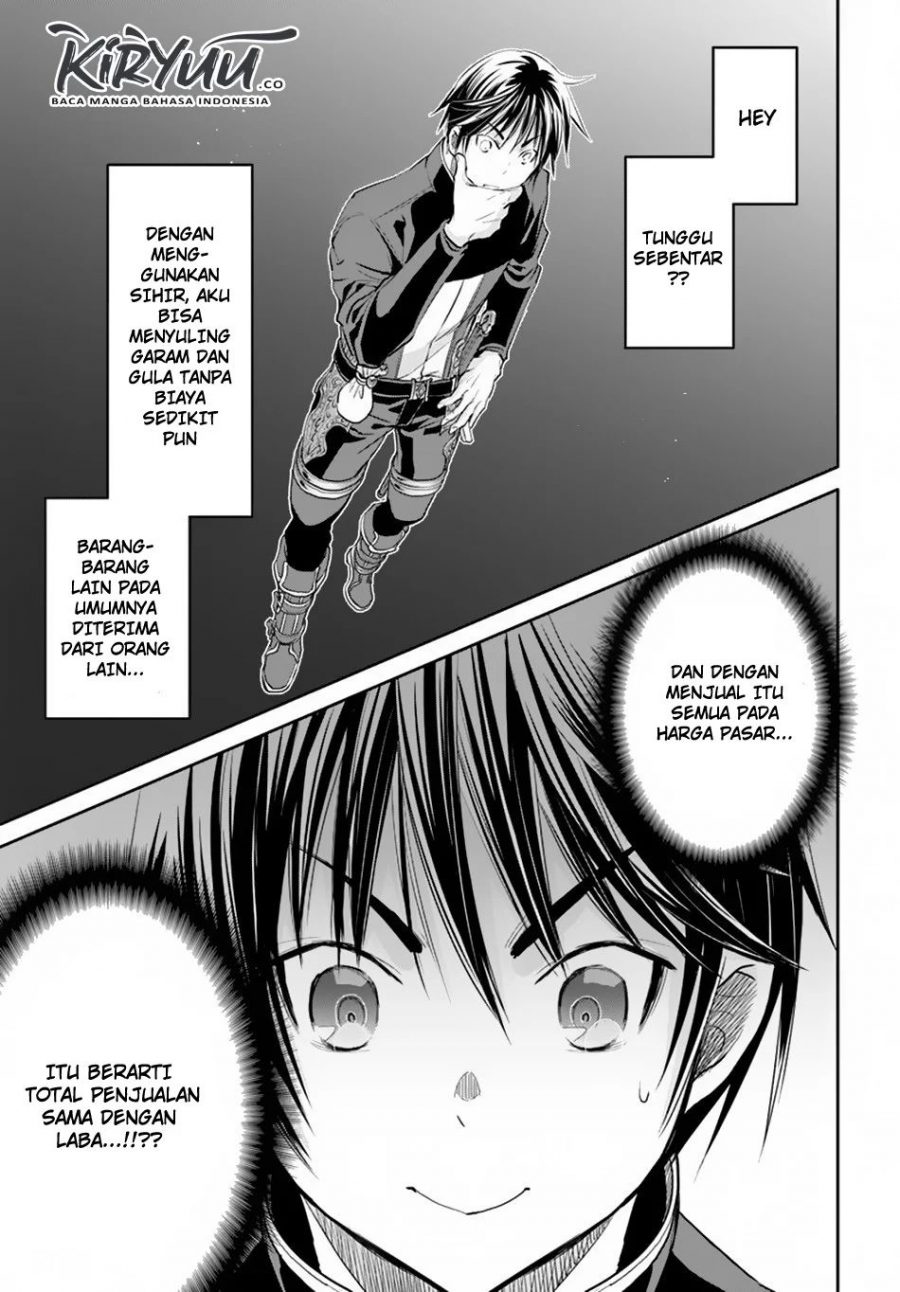 KIRYUU.CO
BACA MANGA BAHASA INDONESIA
HEY
TUNGGU
SEBENTAR
??
DENGAN
MENG-
GUNAKAN
SIHIR, AKU
BISA
MENYULING
GARAM DAN
GULA TANPA
BIAYA
SEDIKIT
PUN
BARANG-
BARANG
LAIN PADA
UMUMNYA
DITERIMA
DARI ORANG
LAIN...
DAN DENGAN
MENJUAL ITU
SEMUA PADA
HARGA PASAR...
ITU BERARTI
TOTAL PENJUALAN
SAMA DENGAN
LABA...!!??